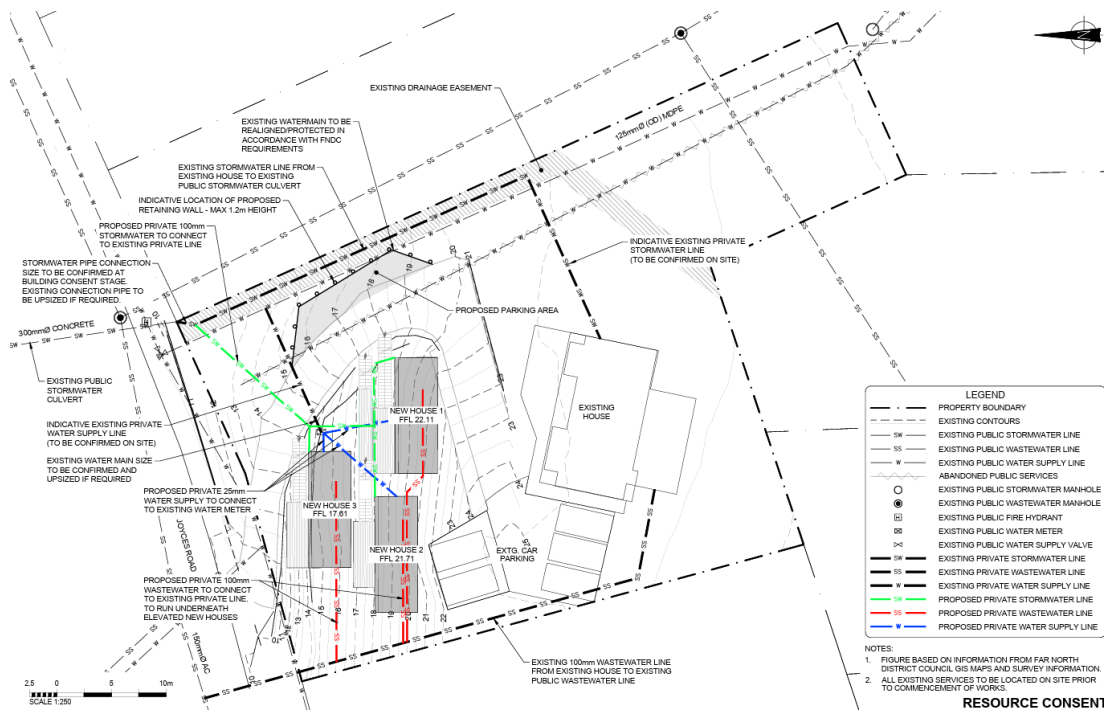 EXISTING DRAINAGE EASEMENT
125mmØ (OD) MDPE
EXISTING WATERMAIN TO BE
REALIGNED/PROTECTED IN
ACCORDANCE WITH FNDC
REQUIREMENTS
EXISTING STORMWATER LINE FROM
EXISTING HOUSE TO EXISTING
PUBLIC STORMWATER CULVERT
INDICATIVE LOCATION OF PROPOSED
RETAINING WALL - MAX 1.2m HEIGHT
PROPOSED PRIVATE 100mm
STORMWATER TO CONNECT
TO EXISTING PRIVATE LINE
STORMWATER PIPE CONNECTION
SIZE TO BE CONFIRMED AT
BUILDING CONSENT STAGE.
EXISTING CONNECTION PIPE TO
BE UPSIZED IF REQUIRED.
300mmØ CONCRETE
EXISTING PUBLIC
STORMWATER
CULVERT
INDICATIVE EXISTING PRIVATE
WATER SUPPLY LINE
(TO BE CONFIRMED ON SITE)
EXISTING WATER MAIN SIZE
TO BE CONFIRMED AND
UPSIZED IF REQUIRED
PROPOSED PRIVATE 25mm
WATER SUPPLY TO CONNECT
TO EXISTING WATER METER
JOYCES ROAD
PROPOSED PRIVATE 100mm
WASTEWATER TO CONNECT
TO EXISTING PRIVATE LINE.
TO RUN UNDERNEATH
ELEVATED NEW HOUSES
150mmØ AC
INDICATIVE EXISTING PRIVATE
STORMWATER LINE
(TO BE CONFIRMED ON SITE)
PROPOSED PARKING AREA
NEW HOUSE 1
FFL 22.11
NEW HOUSE 3
FFL 17.61
NEW HOUSE 2
FFL 21.71
EXISTING
HOUSE
EXTG. CAR
PARKING
EXISTING 100mm WASTEWATER LINE
FROM EXISTING HOUSE TO EXISTING
PUBLIC WASTEWATER LINE
2.5 0 5 10m
SCALE 1:250
LEGEND
PROPERTY BOUNDARY
EXISTING CONTOURS
SW EXISTING PUBLIC STORMWATER LINE
SS EXISTING PUBLIC WASTEWATER LINE
W EXISTING PUBLIC WATER SUPPLY LINE
ABANDONED PUBLIC SERVICES
EXISTING PUBLIC STORMWATER MANHOLE
EXISTING PUBLIC WASTEWATER MANHOLE
H EXISTING PUBLIC FIRE HYDRANT
EXISTING PUBLIC WATER METER
EXISTING PUBLIC WATER SUPPLY VALVE
SW EXISTING PRIVATE STORMWATER LINE
SS EXISTING PRIVATE WASTEWATER LINE
W EXISTING PRIVATE WATER SUPPLY LINE
SW PROPOSED PRIVATE STORMWATER LINE
SS PROPOSED PRIVATE WASTEWATER LINE
W PROPOSED PRIVATE WATER SUPPLY LINE
NOTES:
1. FIGURE BASED ON INFORMATION FROM FAR NORTH
DISTRICT COUNCIL GIS MAPS AND SURVEY INFORMATION.
2. ALL EXISTING SERVICES TO BE LOCATED ON SITE PRIOR
TO COMMENCEMENT OF WORKS.
RESOURCE CONSENT